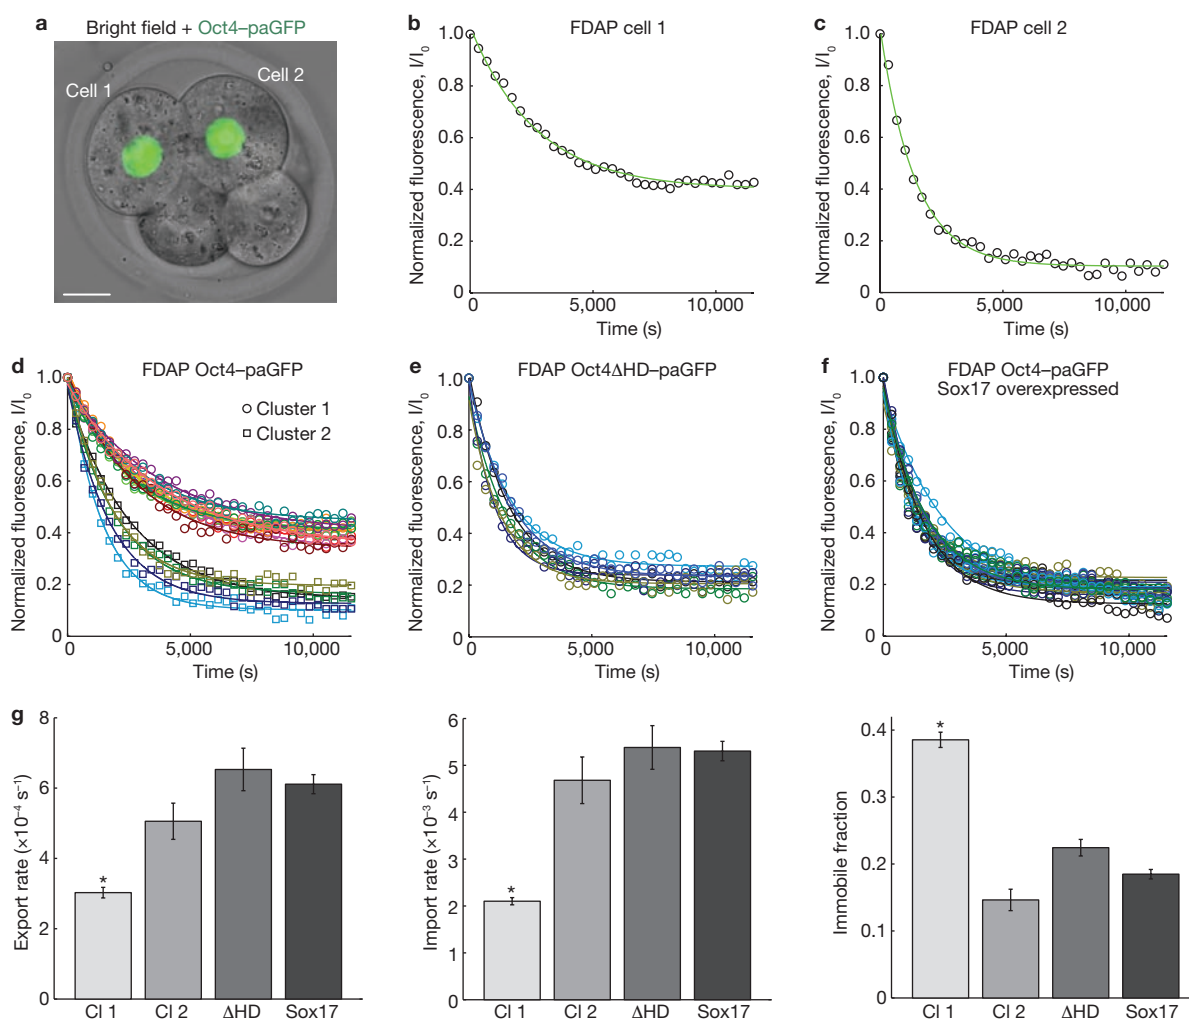 a
Bright field + Oct4–paGFP
Cell 1
Cell 2
b
FDAP cell 1
Normalized fluorescence, I/I0
1.0
0.8
0.6
0.4
0.2
0
0
5,000
10,000
Time (s)
c
FDAP cell 2
Normalized fluorescence, I/I0
1.0
0.8
0.6
0.4
0.2
0
0
5,000
10,000
Time (s)
d
FDAP Oct4–paGFP
Cluster 1
Cluster 2
Normalized fluorescence, I/I0
1.0
0.8
0.6
0.4
0.2
0
0
5,000
10,000
Time (s)
e
FDAP Oct4ΔHD–paGFP
Normalized fluorescence, I/I0
1.0
0.8
0.6
0.4
0.2
0
0
5,000
10,000
Time (s)
f
FDAP Oct4–paGFP
Sox17 overexpressed
Normalized fluorescence, I/I0
1.0
0.8
0.6
0.4
0.2
0
0
5,000
10,000
Time (s)
g
Export rate (×10–4 s–1)
8
6
4
2
0
*
Cl 1
Cl 2
ΔHD
Sox17
Import rate (×10–3 s–1)
6
5
4
3
2
1
0
*
Cl 1
Cl 2
ΔHD
Sox17
Immobile fraction
0.4
0.3
0.2
0.1
0
*
Cl 1
Cl 2
ΔHD
Sox17